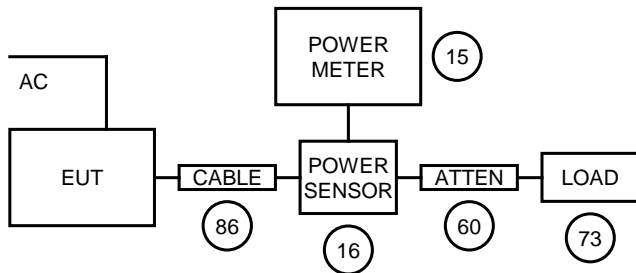 POWER
METER
15
AC
EUT
CABLE
POWER
SENSOR
ATTEN
LOAD
86
16
60
73